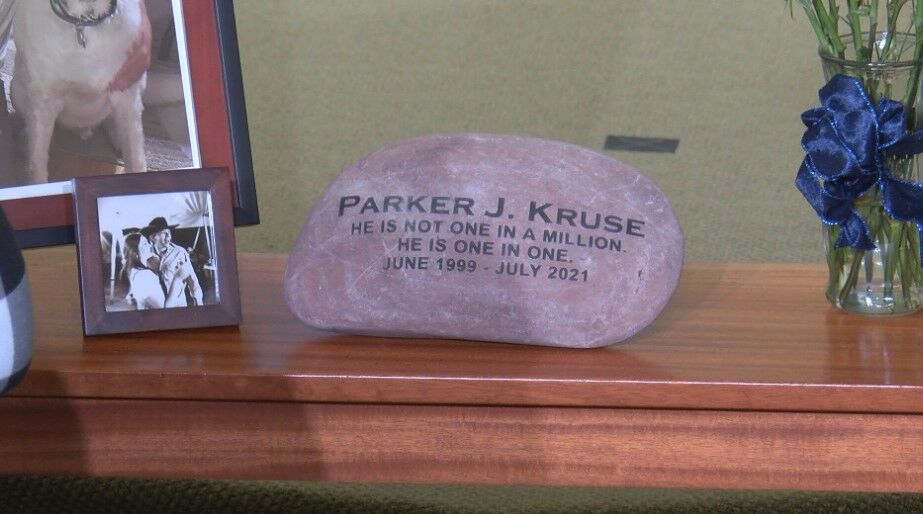 PARKER J. KRUSE
HE IS NOT ONE IN A MILLION.
HE IS ONE IN ONE.
JUNE 1999 - JULY 2021